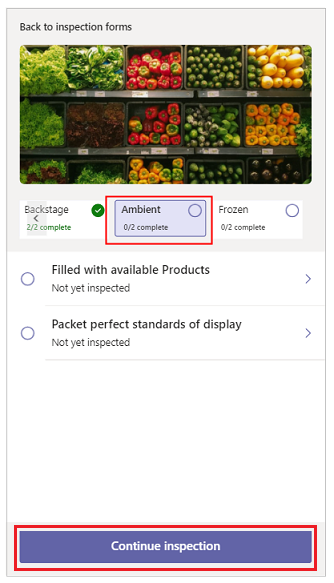 Back to inspection forms
Backstage
2/2 complete
Ambient
0/2 complete
Frozen
0/2 complete
Filled with available Products
Not yet inspected
Packet perfect standards of display
Not yet inspected
Continue inspection